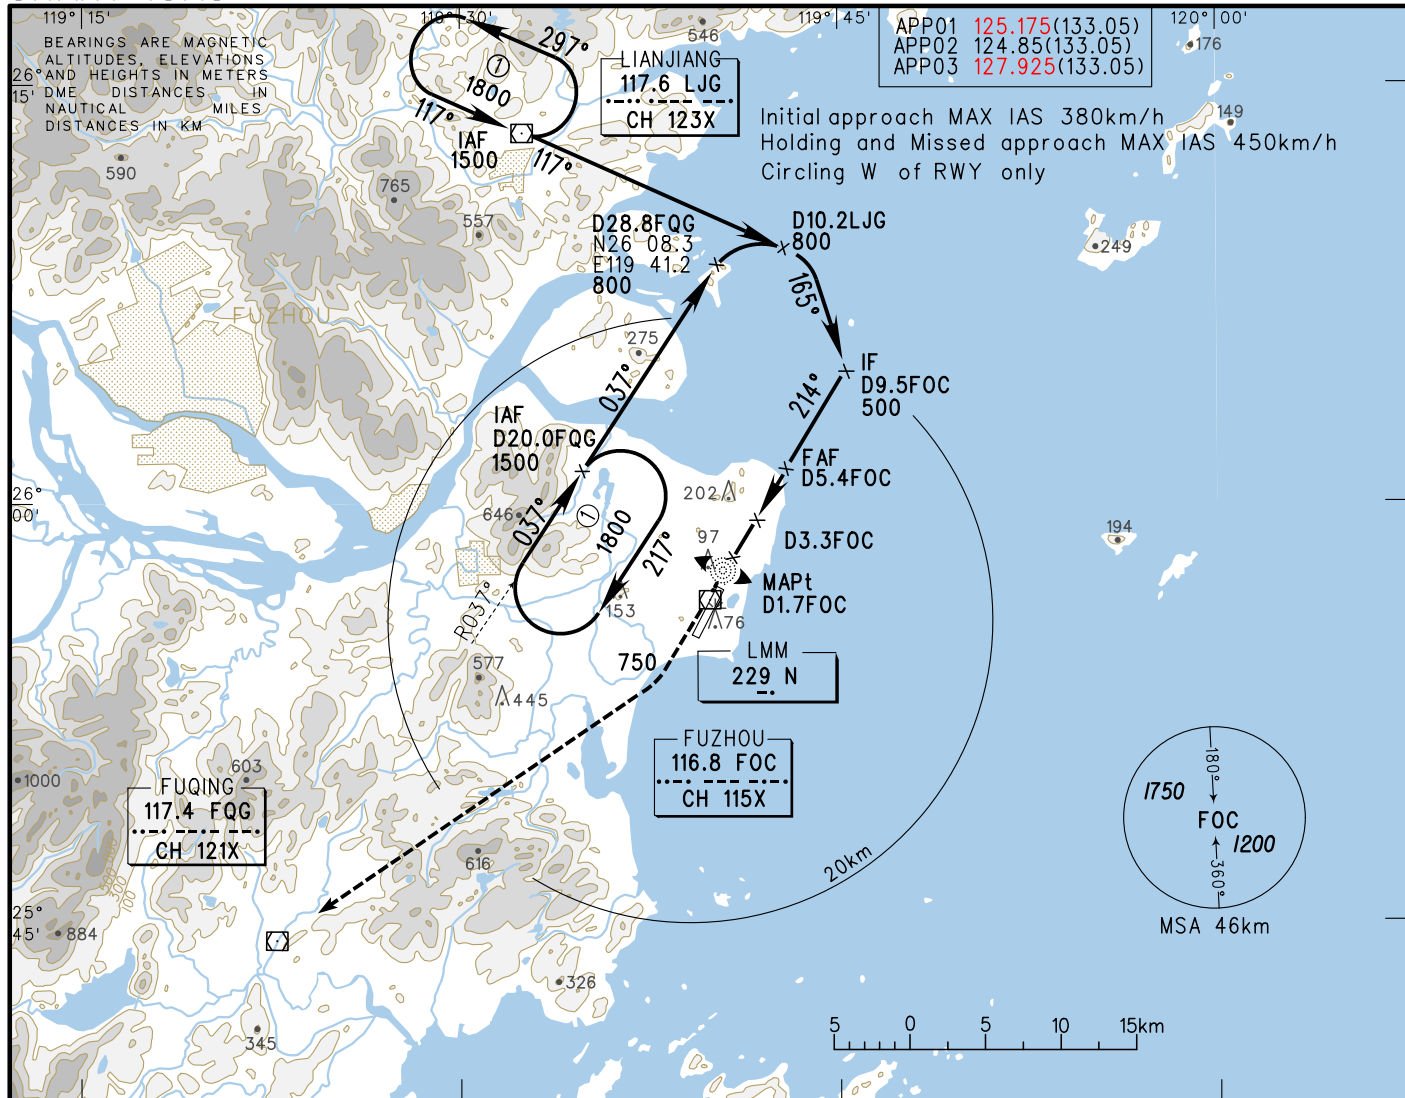 119° 15'
119° 30'
119° 45'
120° 00'
BEARINGS ARE MAGNETIC
ALTITUDES, ELEVATIONS
AND HEIGHTS IN METERS
DME DISTANCES IN
NAUTICAL MILES
DISTANCES IN KM
26°
15'
APP01 125.175(133.05)
APP02 124.85(133.05)
APP03 127.925(133.05)
546
176
149
297°
1
1800
117°
IAF
1500
117°
LIANJIANG
117.6 LJG
CH 123X
Initial approach MAX IAS 380km/h
Holding and Missed approach MAX IAS 450km/h
Circling W of RWY only
590
765
557
249
D28.8FQG
N26 08.3
E119 41.2
800
D10.2LJG
800
165°
FUZHOU
275
037°
IF
D9.5FOC
500
214°
IAF
D20.0FQG
1500
FAF
D5.4FOC
26°
00'
646
037°
1
1800
217°
202
97
D3.3FOC
194
MAPt
D1.7FOC
R037°
153
76
LMM
229 N
577
445
750
FUZHOU
116.8 FOC
CH 115X
1000
603
FUQING
117.4 FQG
CH 121X
500
300
100
616
20km
180°
1750
FOC
1200
360°
MSA 46km
25°
45'
884
326
345
5 0 5 10 15km